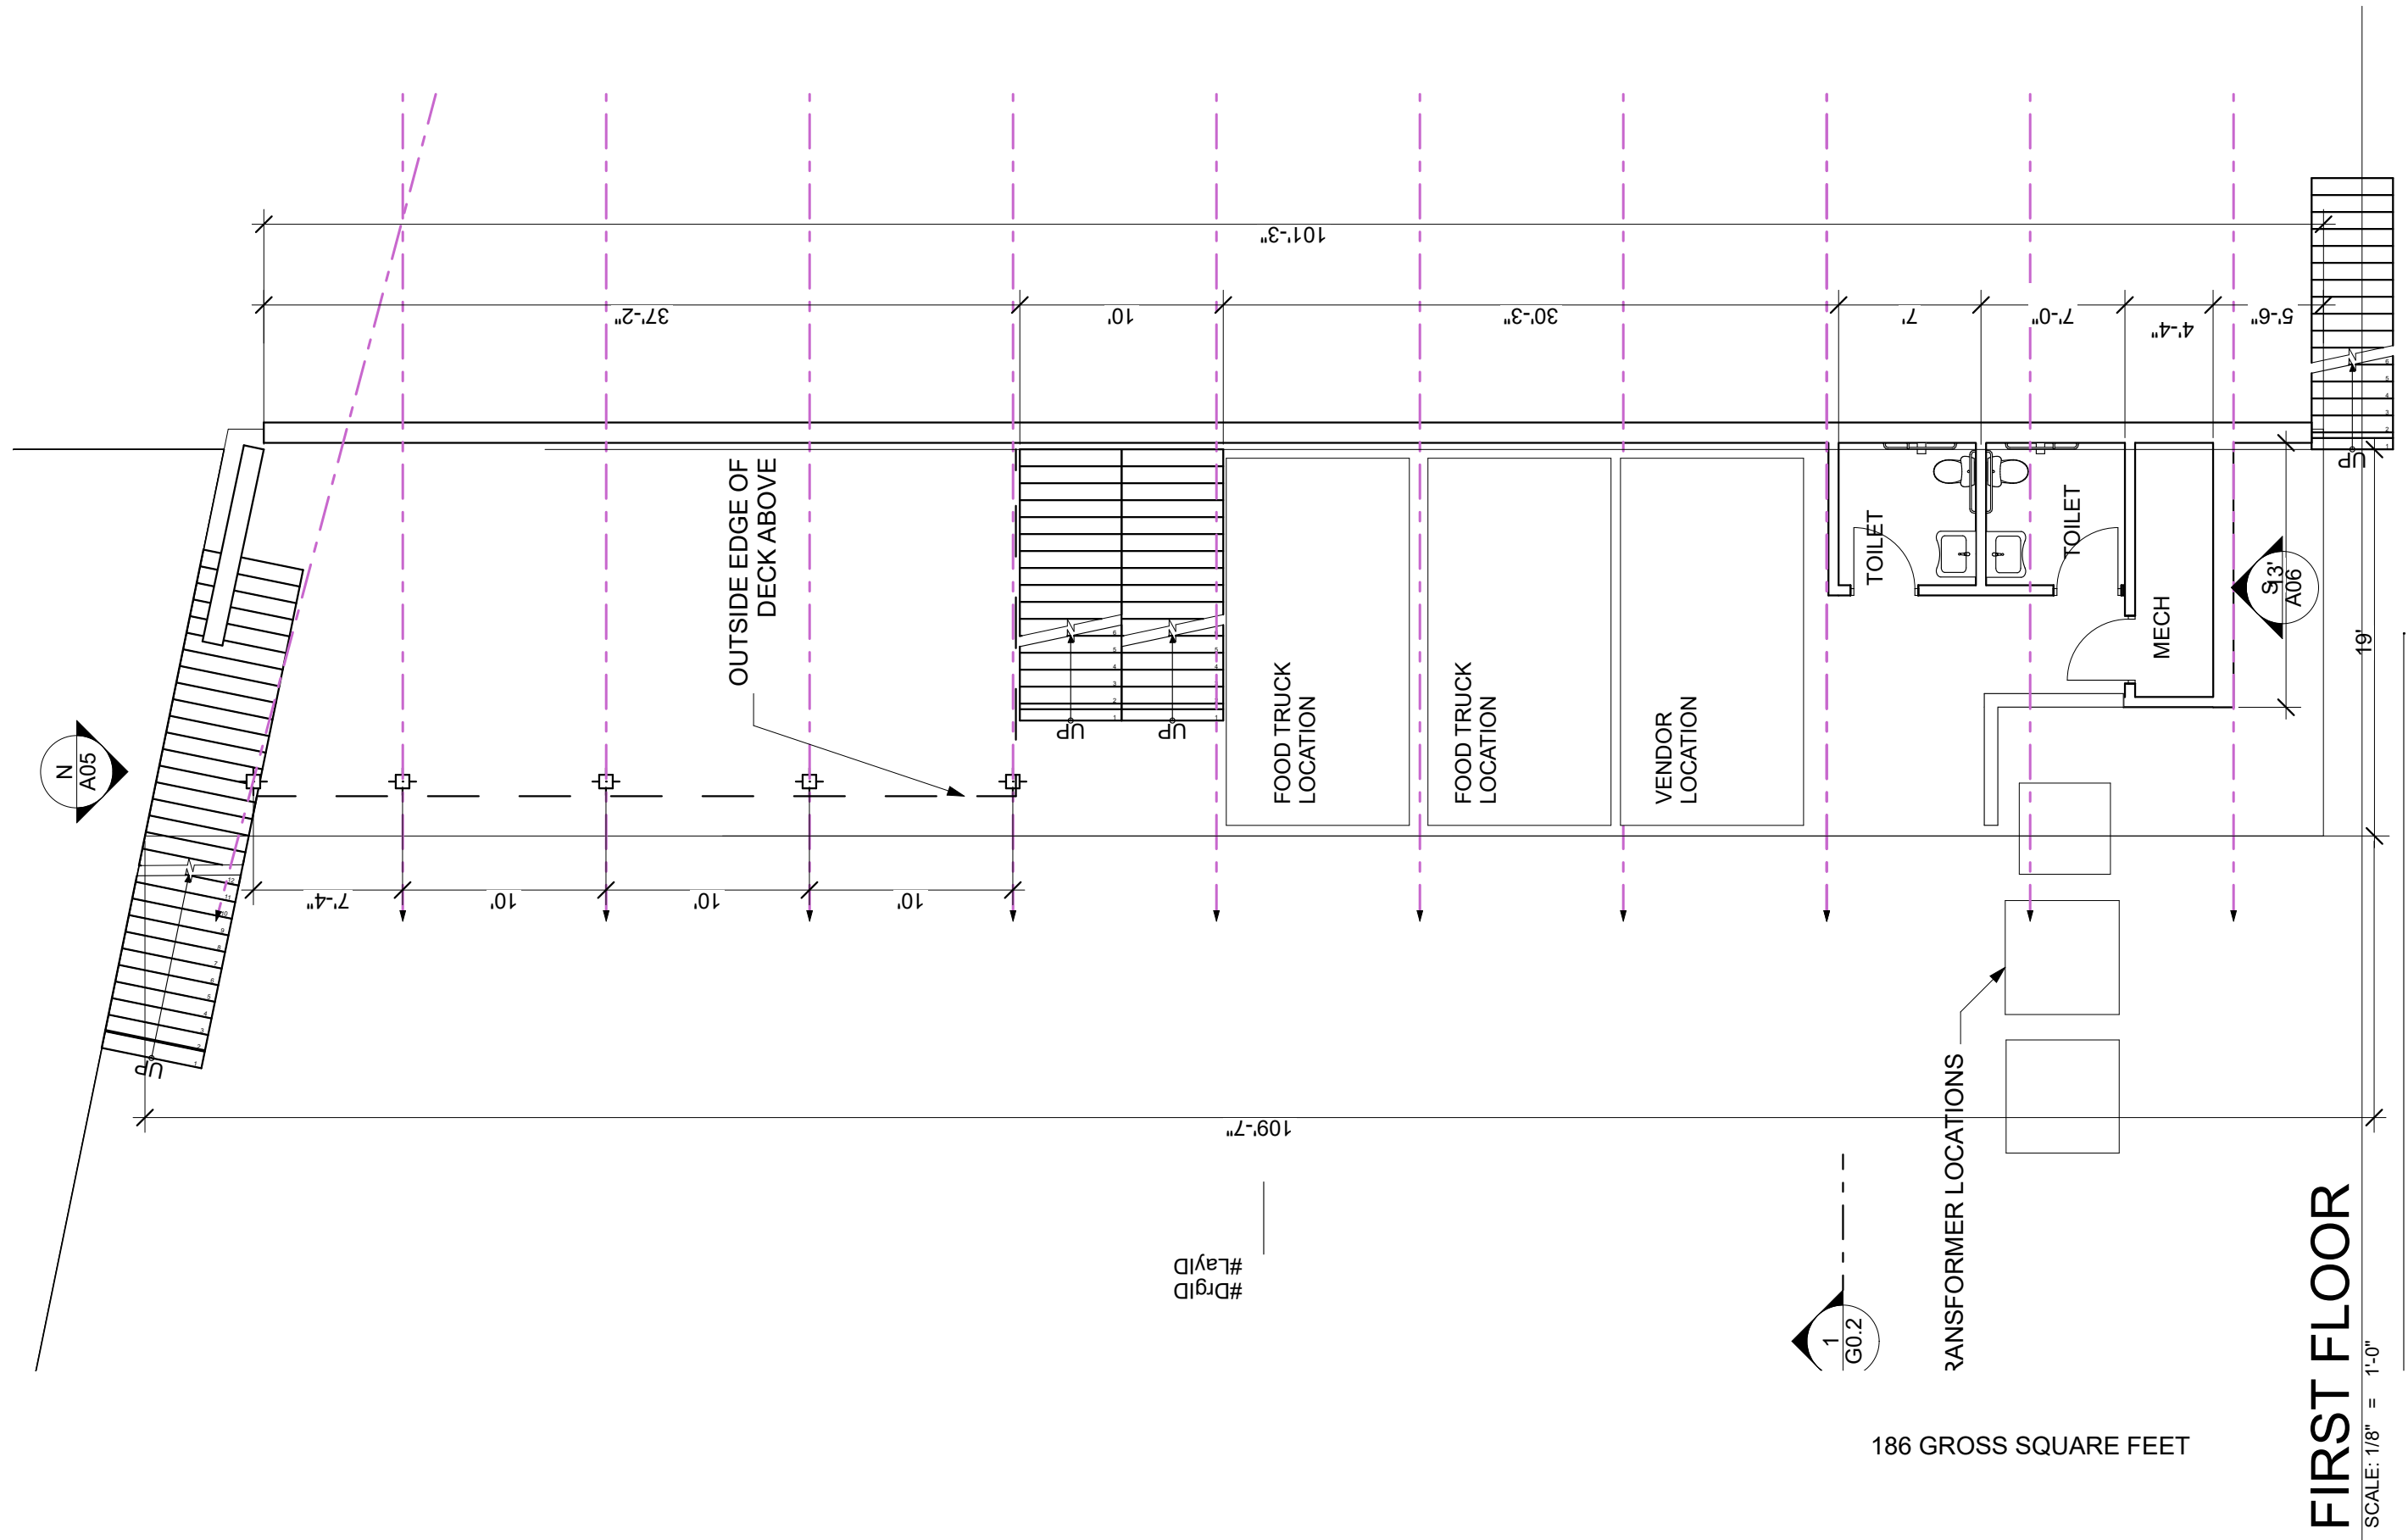 101'-3"
37'-2"
10'
30'-3"
7'
7'-0"
4'-4"
5'-6"
UP
OUTSIDE EDGE OF
DECK ABOVE
TOILET
TOILET
MECH
S
A06
13'
19'
N
A05
UP
UP
FOOD TRUCK
LOCATION
FOOD TRUCK
LOCATION
VENDOR
LOCATION
7'-4"
10'
10'
10'
UP
109'-7"
RANSFORMER LOCATIONS
#DrgID
#LayID
1
G0.2
186 GROSS SQUARE FEET
FIRST FLOOR
SCALE: 1/8" = 1'-0"